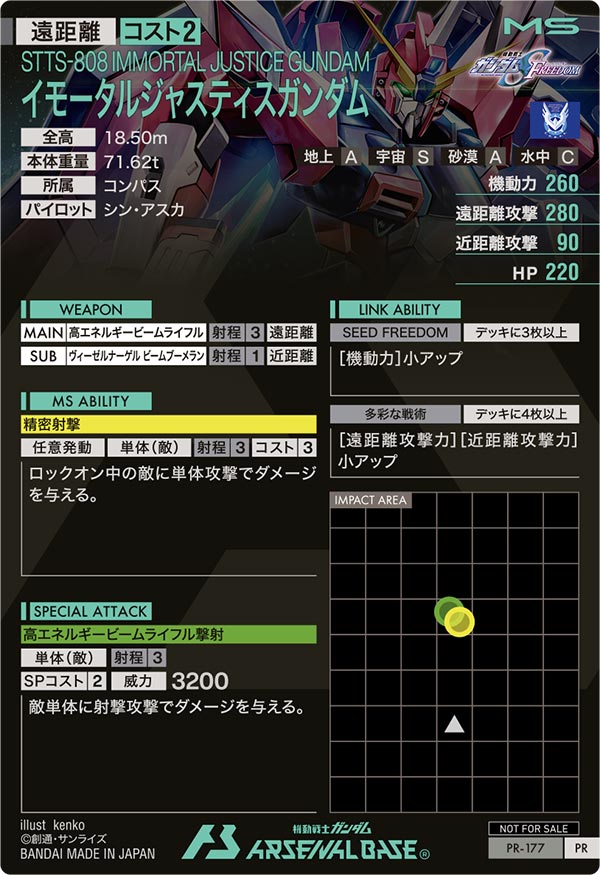 遠距離 コスト2 MS
STTS-808 IMMORTAL JUSTICE GUNDAM
イモータルジャスティスガンダム
機動戦士ガンダムSEED FREEDOM
全高 18.50m
本体重量 71.62t
所属 コンパス
パイロット シン・アスカ
地上 A 宇宙 S 砂漠 A 水中 C
機動力 260
遠距離攻撃 280
近距離攻撃 90
HP 220
WEAPON
MAIN 高エネルギービームライフル 射程 3 遠距離
SUB ヴィーゼルナーゲル ビームブーメラン 射程 1 近距離
MS ABILITY
精密射撃
任意発動 単体(敵) 射程 3 コスト 3
ロックオン中の敵に単体攻撃でダメージ
を与える。
SPECIAL ATTACK
高エネルギービームライフル撃射
単体(敵) 射程 3
SPコスト 2 威力 3200
敵単体に射撃攻撃でダメージを与える。
LINK ABILITY
SEED FREEDOM デッキに3枚以上
[機動力]小アップ
多彩な戦術 デッキに4枚以上
[遠距離攻撃力][近距離攻撃力]
小アップ
IMPACT AREA
illust kenko
©創通・サンライズ
BANDAI MADE IN JAPAN
機動戦士ガンダム
ARSENAL BASE®
NOT FOR SALE
PR-177 PR